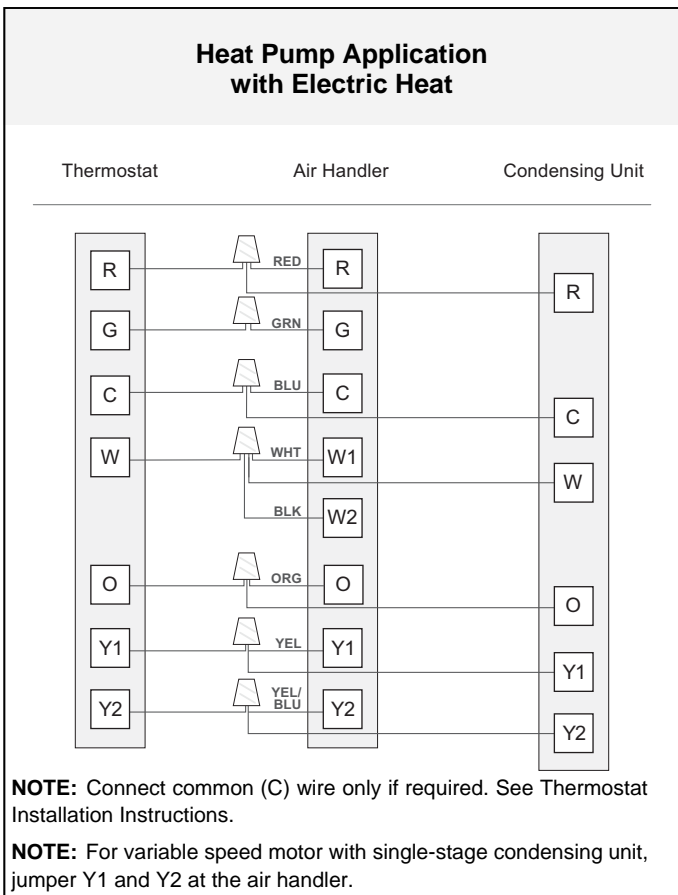 Heat Pump Application
with Electric Heat
Thermostat Air Handler Condensing Unit
R RED R
R
G GRN G
C BLU C
C
W WHT W1
W
BLK W2
O ORG O
O
Y1 YEL Y1
Y1
Y2 YEL/
BLU Y2
Y2
NOTE: Connect common (C) wire only if required. See Thermostat
Installation Instructions.
NOTE: For variable speed motor with single-stage condensing unit,
jumper Y1 and Y2 at the air handler.